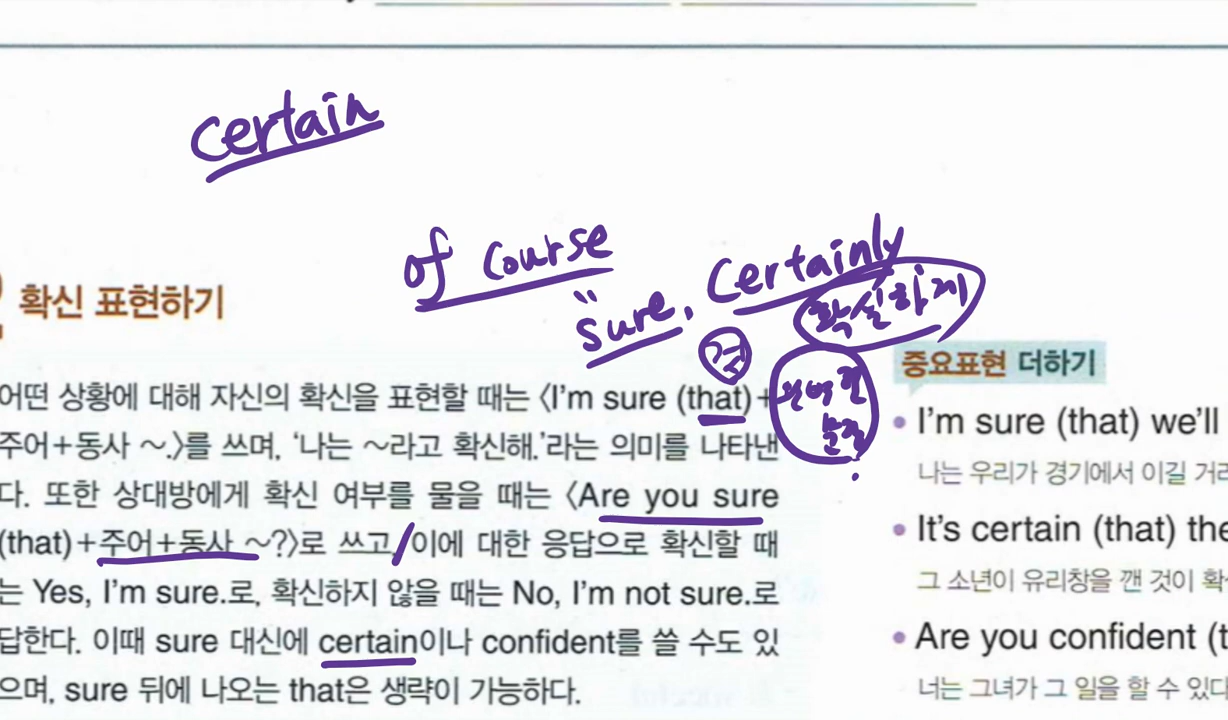 certain
of course
"
sure, Certainly
확실하게
것
완벽한
문장
확신 표현하기
어떤 상황에 대해 자신의 확신을 표현할 때는 〈I'm sure (that)+
주어+동사 ~.〉를 쓰며, '나는 ~라고 확신해.'라는 의미를 나타낸
다. 또한 상대방에게 확신 여부를 물을 때는 〈Are you sure
(that)+주어+동사 ~?〉로 쓰고, 이에 대한 응답으로 확신할 때
는 Yes, I'm sure.로, 확신하지 않을 때는 No, I'm not sure.로
답한다. 이때 sure 대신에 certain이나 confident를 쓸 수도 있
으며, sure 뒤에 나오는 that은 생략이 가능하다.
중요표현 더하기
• I'm sure (that) we'll
나는 우리가 경기에서 이길 거라
• It's certain (that) the
그 소년이 유리창을 깬 것이 확
• Are you confident (t
너는 그녀가 그 일을 할 수 있다